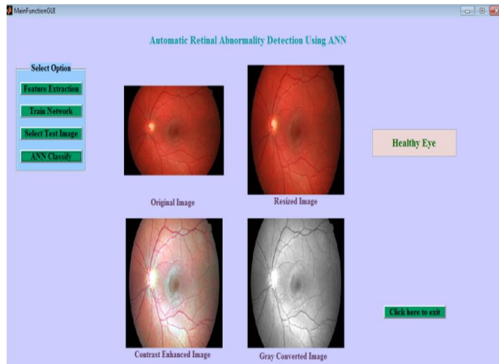 MainFunctionGUI
Automatic Retinal Abnormality Detection Using ANN
Select Option
Feature Extraction
Train Network
Select Test Image
ANN Classify
Healthy Eye
Original Image
Resized Image
Contrast Enhanced Image
Gray Converted Image
Click here to exit